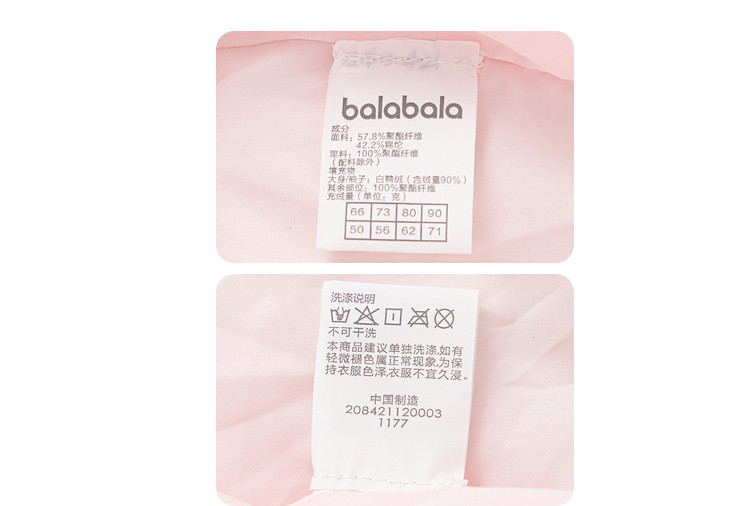 balabala
成分
面料：57.8%聚酯纤维
42.2%锦纶
里料：100%聚酯纤维
（配料除外）
填充物
大身/袖子：白鸭绒（含绒量90%）
其余部位：100%聚酯纤维
充绒量（单位：克）
66 73 80 90
50 56 62 71
洗涤说明
不可干洗
本商品建议单独洗涤,如有
轻微褪色属正常现象,为保
持衣服色泽,衣服不宜久浸。
中国制造
208421120003
1177